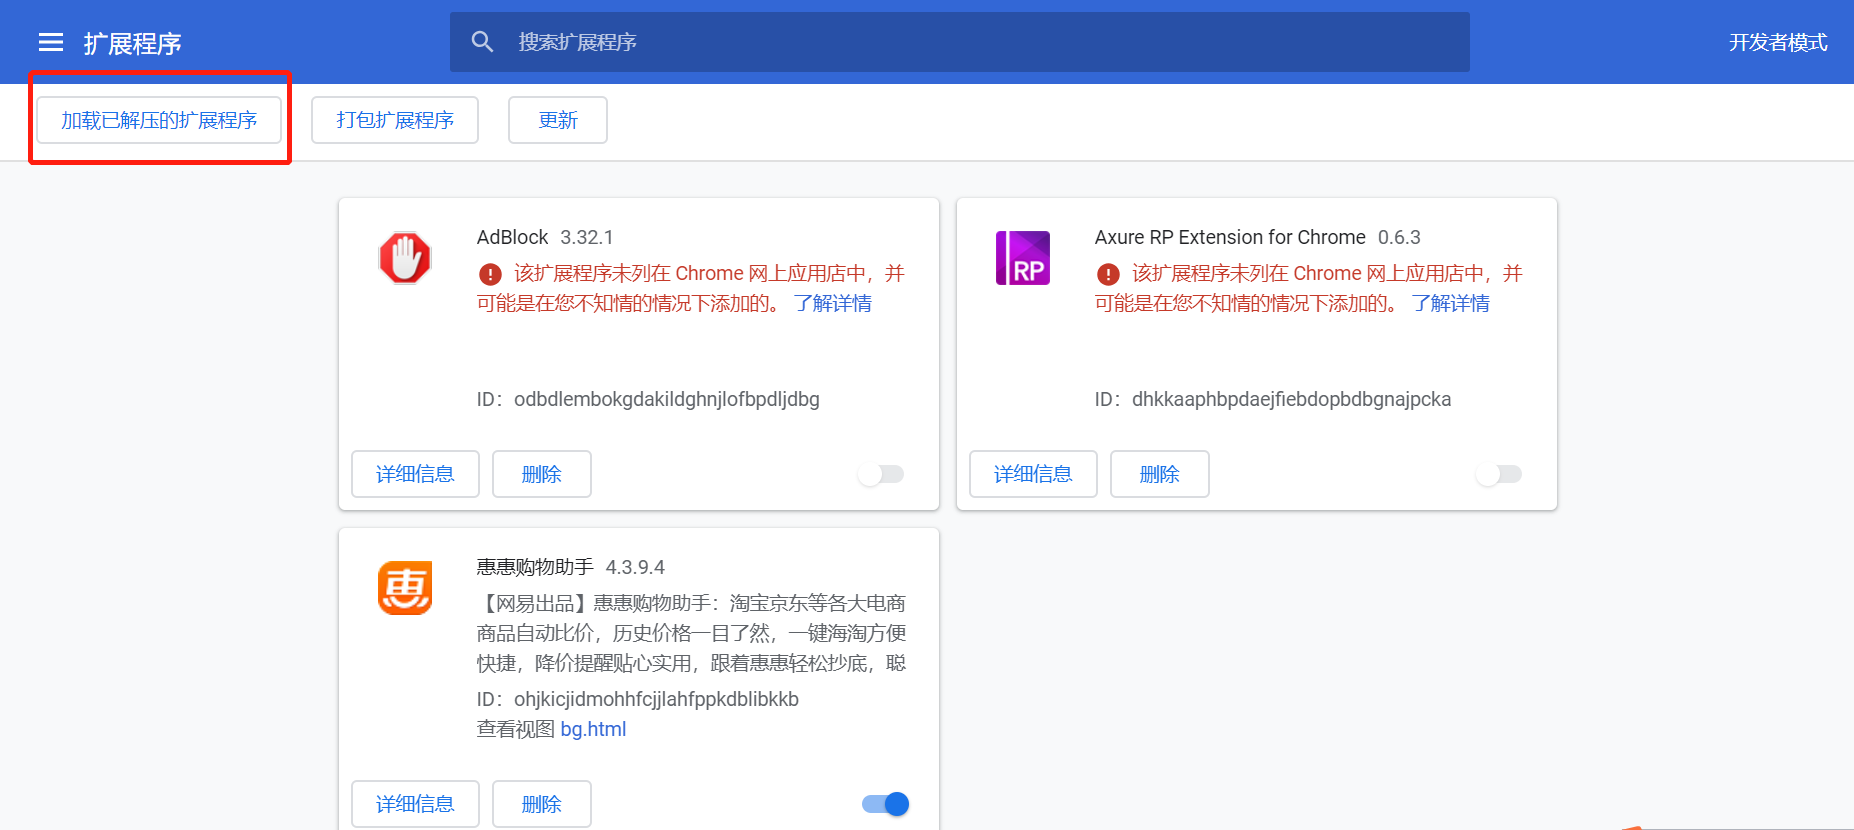 扩展程序
搜索扩展程序
开发者模式
加载已解压的扩展程序
打包扩展程序
更新
AdBlock 3.32.1
该扩展程序未列在 Chrome 网上应用店中，并
可能是在您不知情的情况下添加的。 了解详情
ID：odbdlembokgdakildghnjlofbpdljdbg
详细信息
删除
RP
Axure RP Extension for Chrome 0.6.3
该扩展程序未列在 Chrome 网上应用店中，并
可能是在您不知情的情况下添加的。 了解详情
ID：dhkkaaphbpdaejfiebdopbdbgnajpcka
详细信息
删除
惠
惠惠购物助手 4.3.9.4
【网易出品】惠惠购物助手：淘宝京东等各大电商
商品自动比价，历史价格一目了然，一键海淘方便
快捷，降价提醒贴心实用，跟着惠惠轻松抄底，聪
ID：ohjkicjidmohhfcjjlahfppkdblibkkb
查看视图 bg.html
详细信息
删除